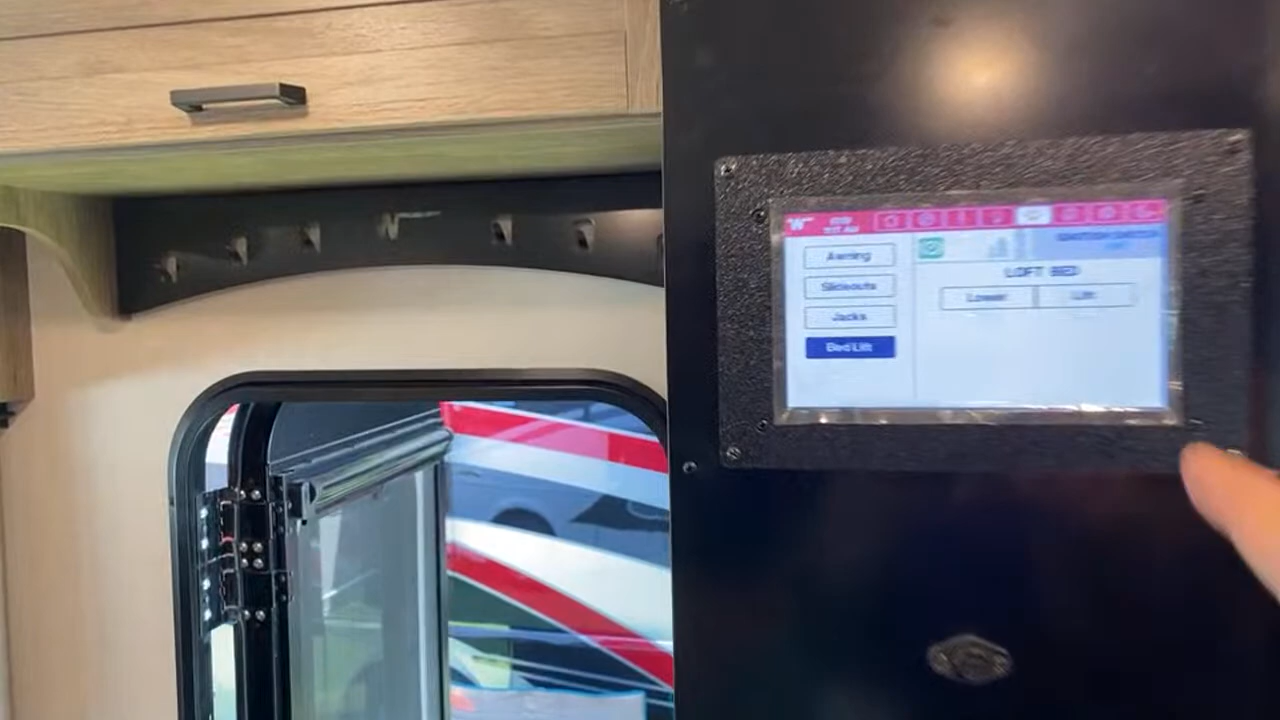 W
Awning
Slideouts
LOFT BED
Lower
Lift
Jacks
Bed Lift